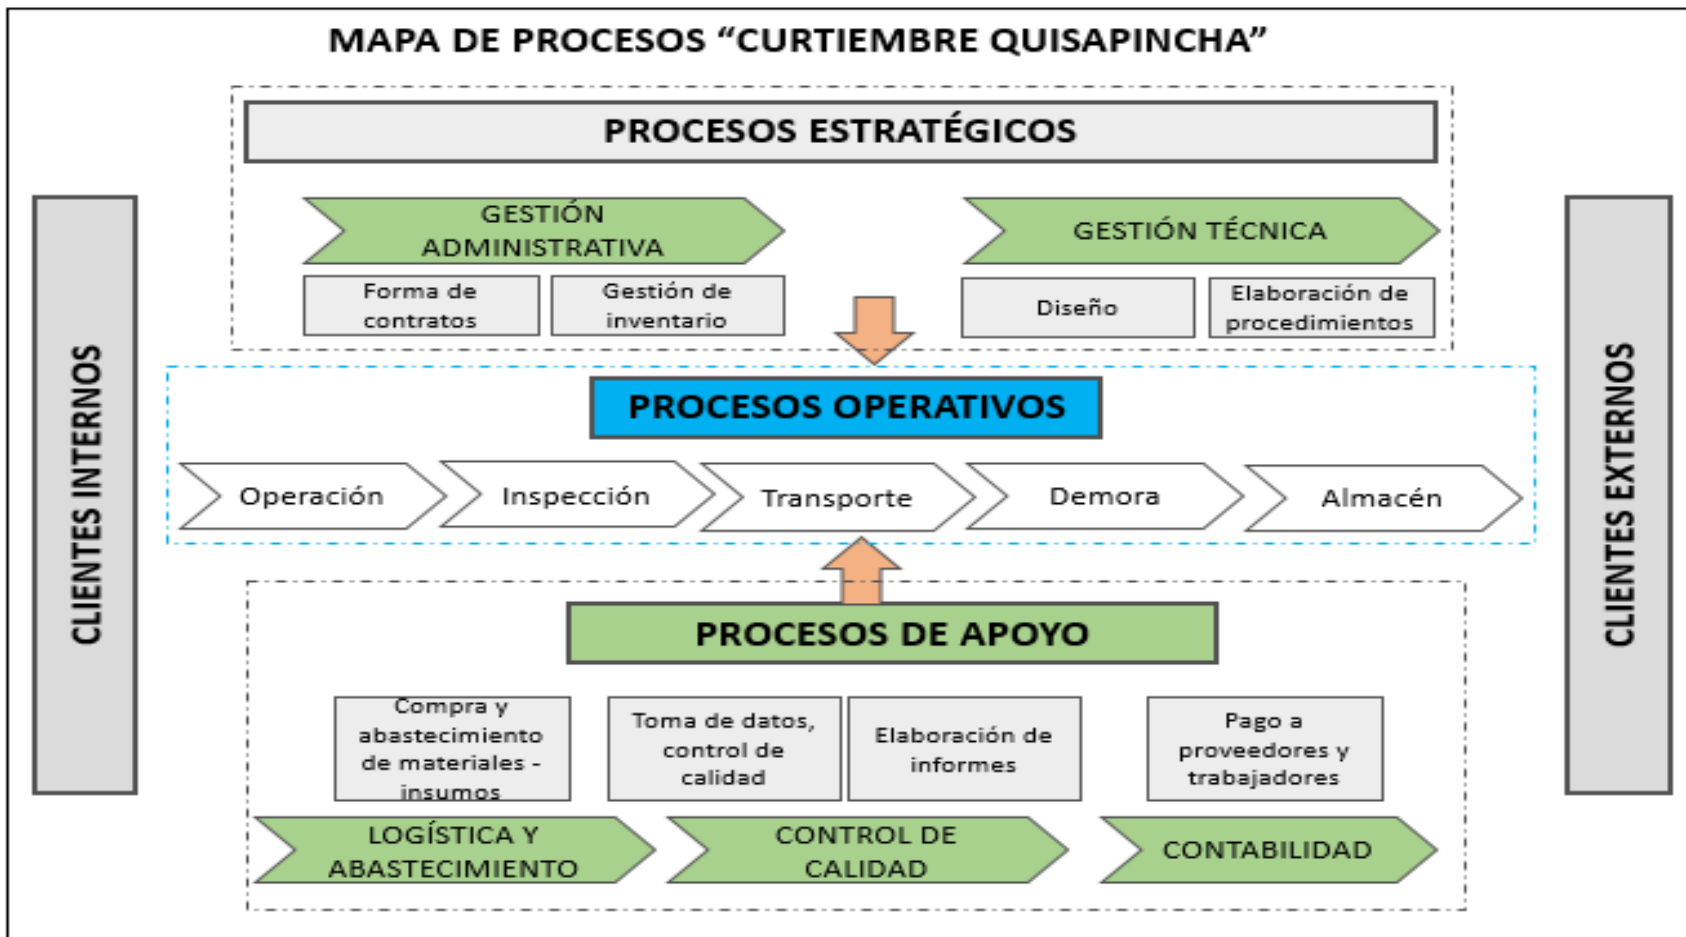 MAPA DE PROCESOS “CURTIEMBRE QUISAPINCHA”
PROCESOS ESTRATÉGICOS
GESTIÓN
ADMINISTRATIVA
GESTIÓN TÉCNICA
Forma de
contratos
Gestión de
inventario
Diseño
Elaboración de
procedimientos
CLIENTES INTERNOS
PROCESOS OPERATIVOS
Operación
Inspección
Transporte
Demora
Almacén
CLIENTES EXTERNOS
PROCESOS DE APOYO
Compra y
abastecimiento
de materiales -
insumos
Toma de datos,
control de
calidad
Elaboración de
informes
Pago a
proveedores y
trabajadores
LOGÍSTICA Y
ABASTECIMIENTO
CONTROL DE
CALIDAD
CONTABILIDAD